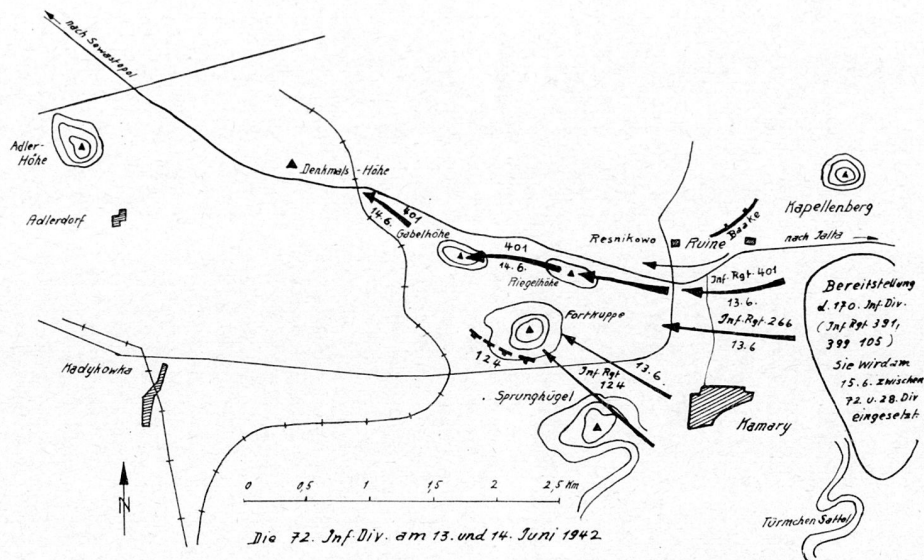 nach Sewastopol
Adler-
Höhe
Denkmals-Höhe
Kapellenberg
Adlerdorf
401
14.6.
Gabelhöhe
Resnikowo
Ruine
Baake
nach Jalta
401
14.6.
Riegelhöhe
Inf. Rgt. 401
13.6.
Inf. Rgt. 266
13.6
Bereitstellung
d. 170. Inf. Div.
(Inf. Rgt. 391,
399 105)
Sie wird am
15.6. zwischen
72. u. 28. Div
eingesetzt.
Fortkuppe
124
13.6.
Inf. Rgt
124
Madykowka
Sprunghügel
Kamary
N
0 0,5 1 1,5 2 2,5 Km
Türmchen Sattel
Die 72. Inf. Div. am 13. und 14. Juni 1942